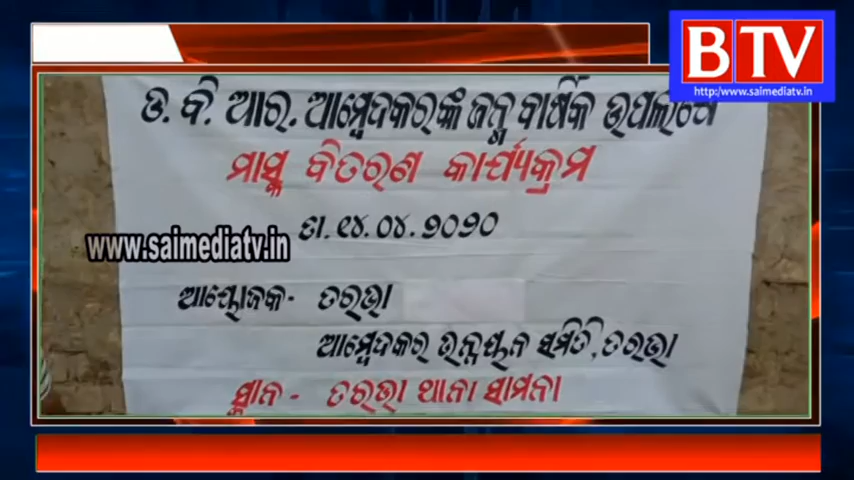 BTV
http:/www.saimediatv.in
ଡ. ବି. ଆର. ଆମ୍ବେଦକରଙ୍କ ଜନ୍ମ ବାର୍ଷିକ
ମାସ୍କ ବିତରଣ କାର୍ଯ୍ୟକ୍ରମ
ତା. ୧୪.୦୪.୨୦୨୦
www.saimediatv.in
ଆୟୋଜକ- ତରଭା
ଆମ୍ବେଦକର ଉନ୍ନୟନ ସମିତି, ତରଭା
ସ୍ଥାନ - ତରଭା ଥାନା ସାମନା